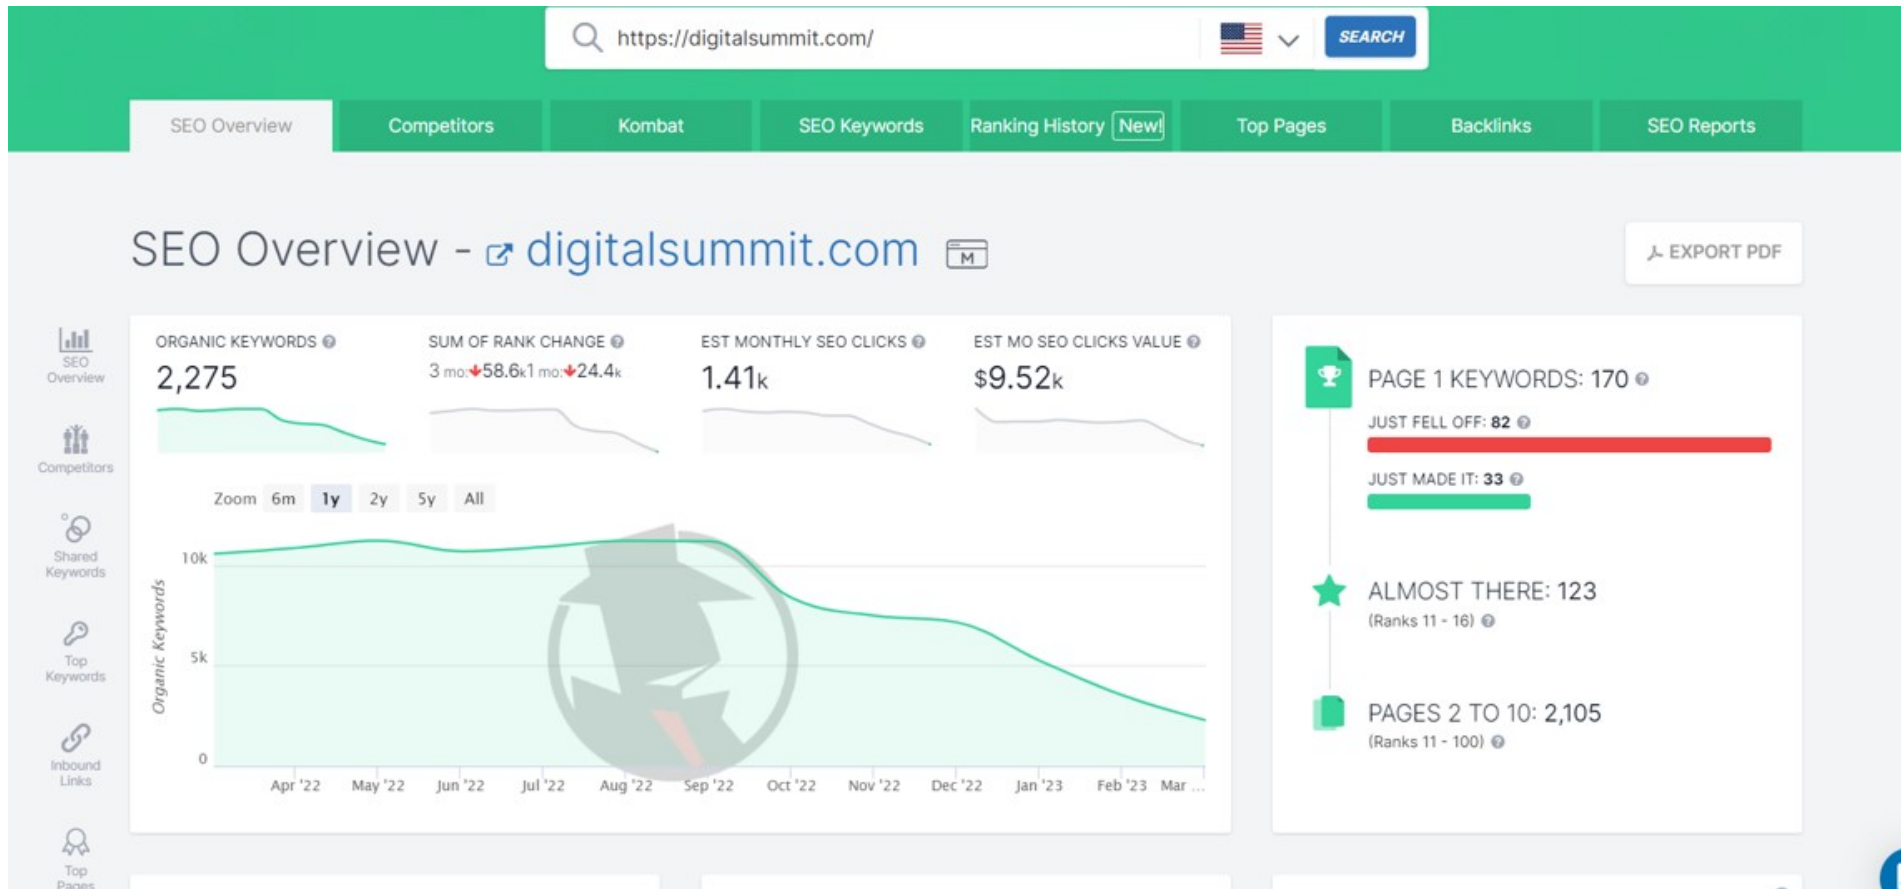 https://digitalsummit.com/
SEARCH
SEO Overview
Competitors
Kombat
SEO Keywords
Ranking History New!
Top Pages
Backlinks
SEO Reports
SEO Overview - digitalsummit.com
M
EXPORT PDF
SEO
Overview
Competitors
Shared
Keywords
Top
Keywords
Inbound
Links
Top
Pages
ORGANIC KEYWORDS
2,275
SUM OF RANK CHANGE
3 mo:58.6k1 mo:24.4k
EST MONTHLY SEO CLICKS
1.41k
EST MO SEO CLICKS VALUE
$9.52k
Zoom 6m 1y 2y 5y All
Organic Keywords
10k
5k
0
Apr '22 May '22 Jun '22 Jul '22 Aug '22 Sep '22 Oct '22 Nov '22 Dec '22 Jan '23 Feb '23 Mar ...
PAGE 1 KEYWORDS: 170
JUST FELL OFF: 82
JUST MADE IT: 33
ALMOST THERE: 123
(Ranks 11 - 16)
PAGES 2 TO 10: 2,105
(Ranks 11 - 100)